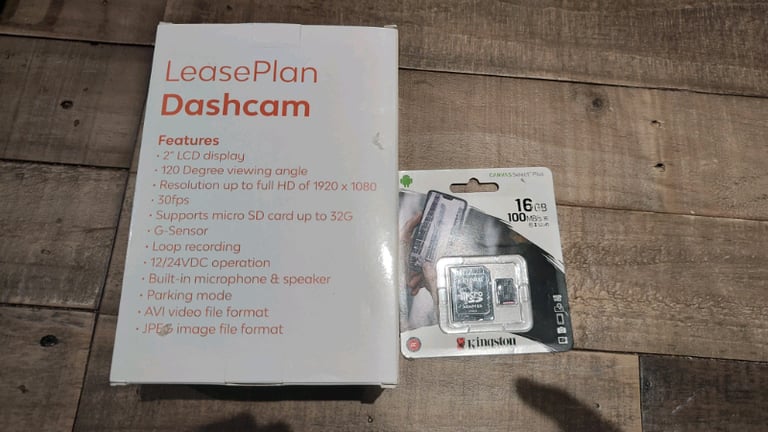 LeasePlan
Dashcam
Features
· 2" LCD display
· 120 Degree viewing angle
· Resolution up to full HD of 1920 x 1080
· 30fps
· Supports micro SD card up to 32G
· G-Sensor
· Loop recording
· 12/24VDC operation
· Built-in microphone & speaker
· Parking mode
· AVI video file format
· JPEG image file format
CANVAS Select Plus
16GB
100MB/s
micro
ADAPTER
Kingston